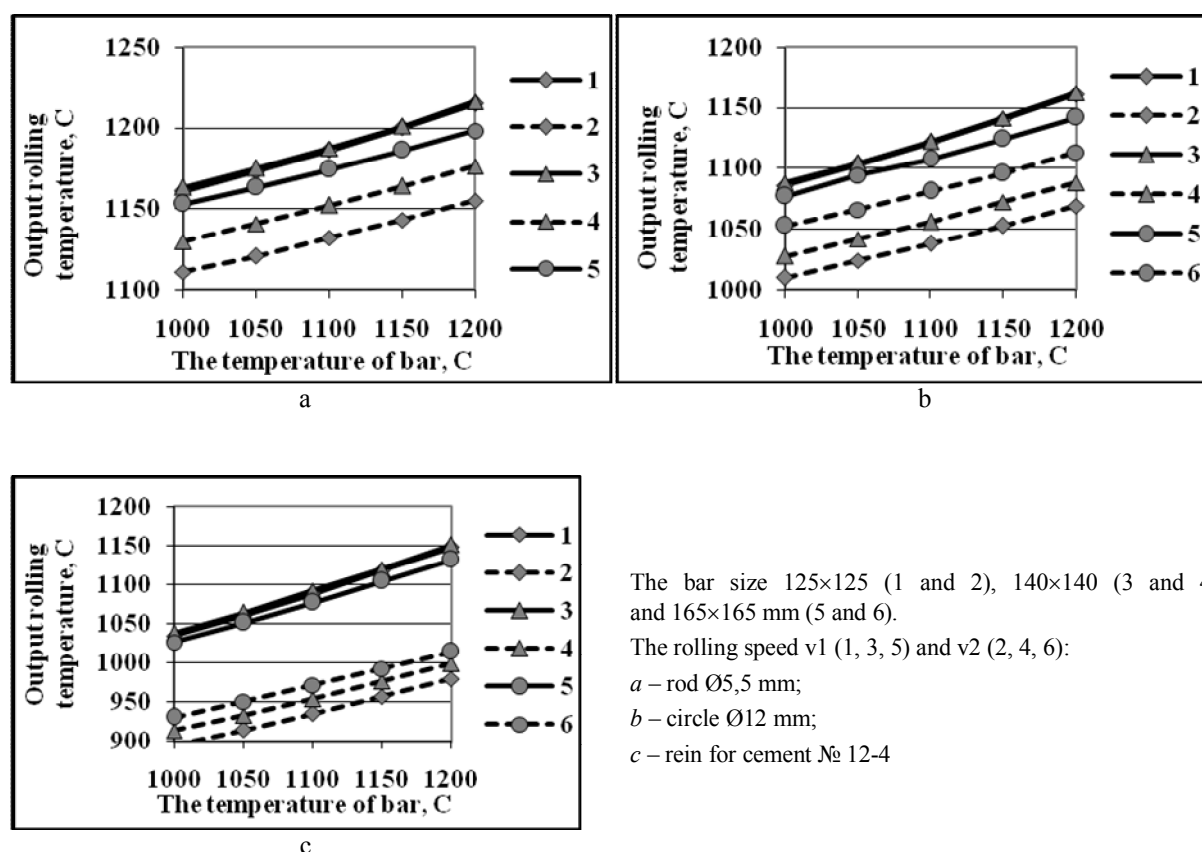 1250
1200
1150
1100
Output rolling
temperature, C
1000 1050 1100 1150 1200
The temperature of bar, C
1
2
3
4
5
a
1200
1150
1100
1050
1000
Output rolling
temperature, C
1000 1050 1100 1150 1200
The temperature of bar, C
1
2
3
4
5
6
b
1200
1150
1100
1050
1000
950
900
Output rolling
temperature, C
1000 1050 1100 1150 1200
The temperature of bar, C
1
2
3
4
5
6
c
The bar size 125×125 (1 and 2), 140×140 (3 and 4
and 165×165 mm (5 and 6).
The rolling speed v1 (1, 3, 5) and v2 (2, 4, 6):
a – rod Ø5,5 mm;
b – circle Ø12 mm;
c – rein for cement № 12-4